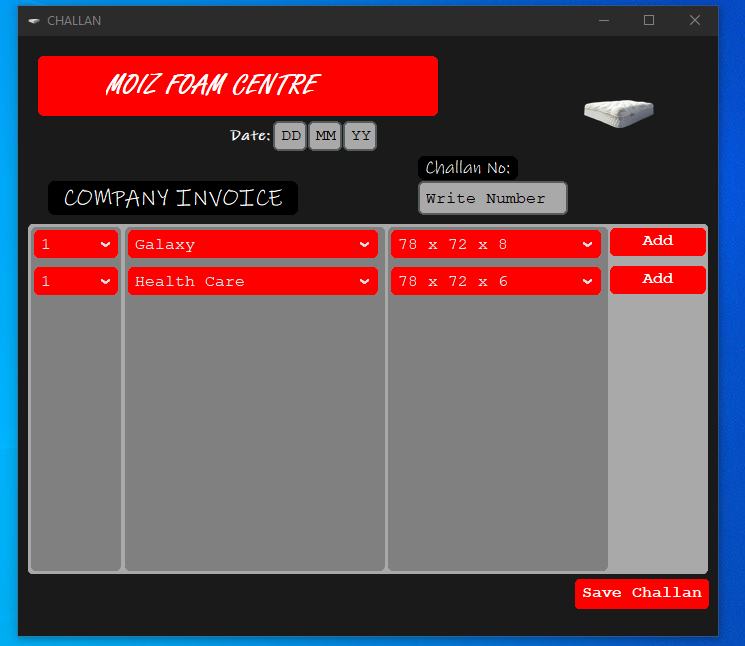 CHALLAN
MOIZ FOAM CENTRE
Date: DD MM YY
Challan No:
COMPANY INVOICE
Write Number
1 Galaxy 78 x 72 x 8 Add
1 Health Care 78 x 72 x 6 Add
Save Challan